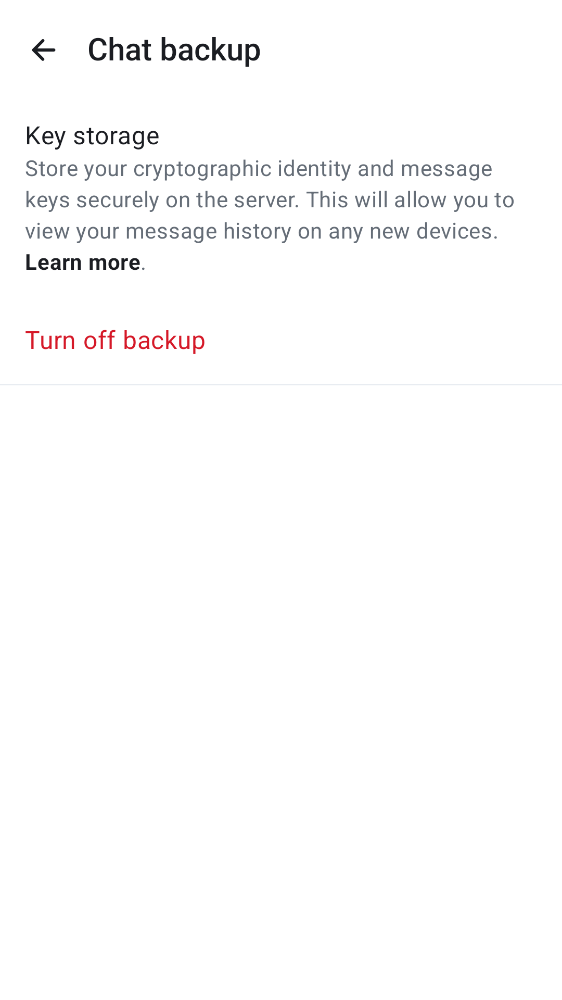 Chat backup
Key storage
Store your cryptographic identity and message
keys securely on the server. This will allow you to
view your message history on any new devices.
Learn more.
Turn off backup